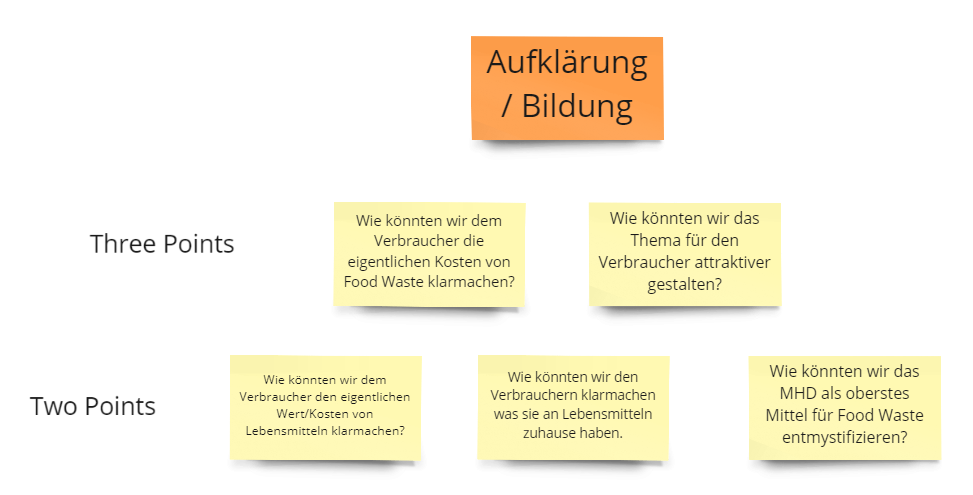 Aufklärung
/ Bildung
Three Points
Wie könnten wir dem
Verbraucher die
eigentlichen Kosten von
Food Waste klarmachen?
Wie könnten wir das
Thema für den
Verbraucher attraktiver
gestalten?
Two Points
Wie könnten wir dem
Verbraucher den eigentlichen
Wert/Kosten von
Lebensmitteln klarmachen?
Wie könnten wir den
Verbrauchern klarmachen
was sie an Lebensmitteln
zuhause haben.
Wie könnten wir das
MHD als oberstes
Mittel für Food Waste
entmystifizieren?